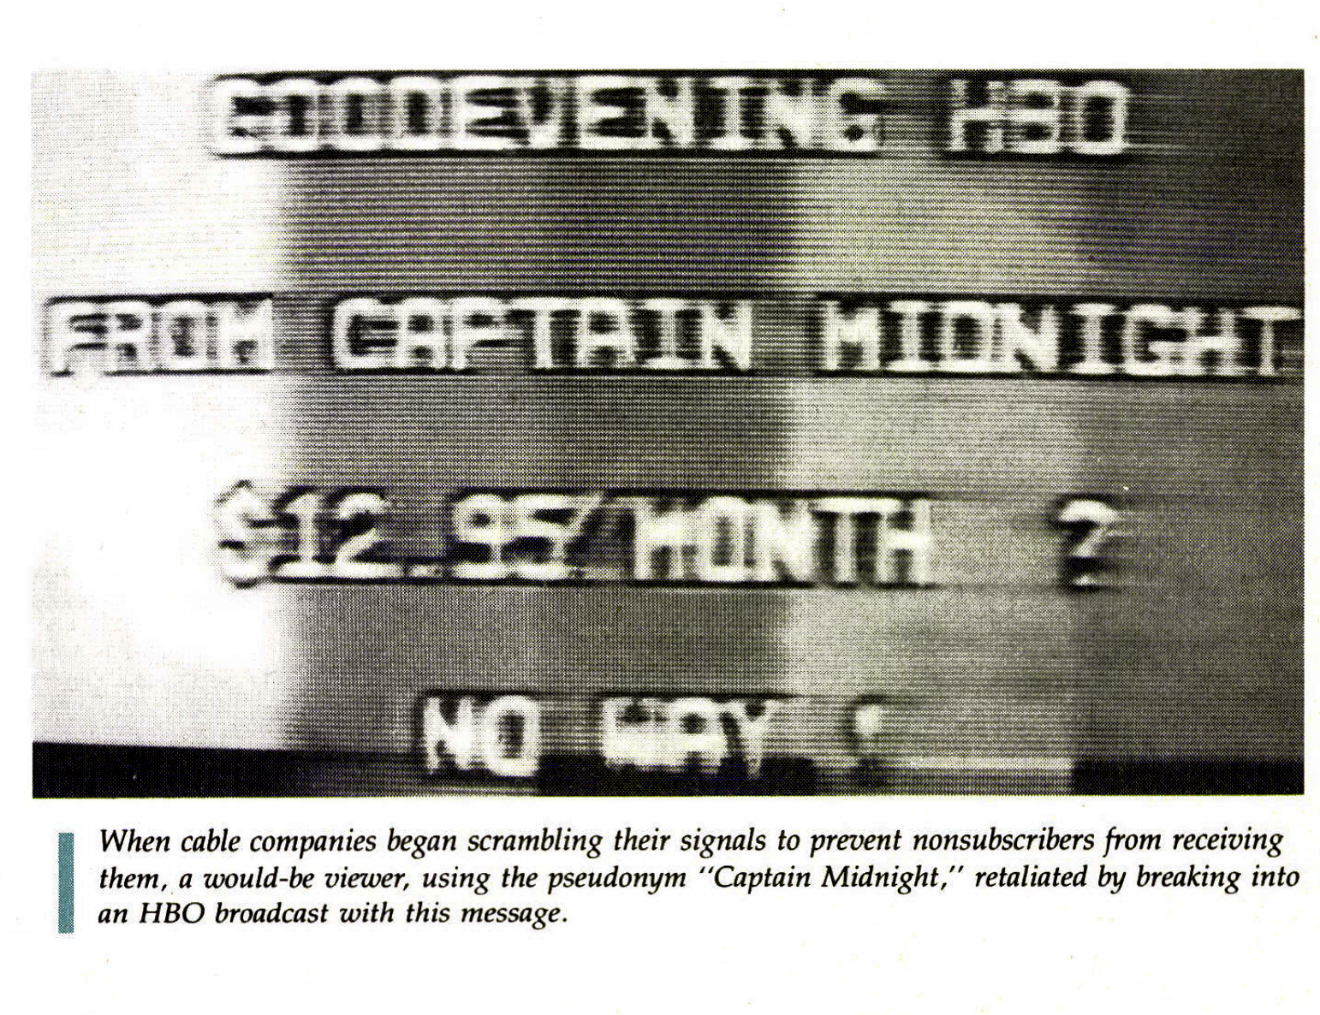 GOODEVENING HBO
FROM CAPTAIN MIDNIGHT
$12.95/MONTH ?
NO WAY !
When cable companies began scrambling their signals to prevent nonsubscribers from receiving
them, a would-be viewer, using the pseudonym "Captain Midnight," retaliated by breaking into
an HBO broadcast with this message.